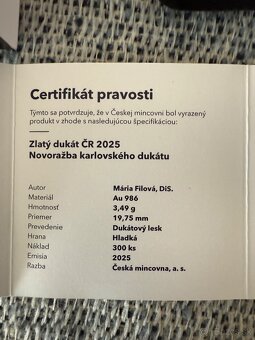 Certifikát pravosti
Týmto sa potvrdzuje, že v Českej mincovni bol vyrazený
produkt v zhode s nasledujúcou špecifikáciou:
Zlatý dukát ČR 2025
Novoražba karlovského dukátu
Autor Mária Filová, DiS.
Materiál Au 986
Hmotnosť 3,49 g
Priemer 19,75 mm
Prevedenie Dukátový lesk
Hrana Hladká
Náklad 300 ks
Emisia 2025
Razba Česká mincovna, a. s.